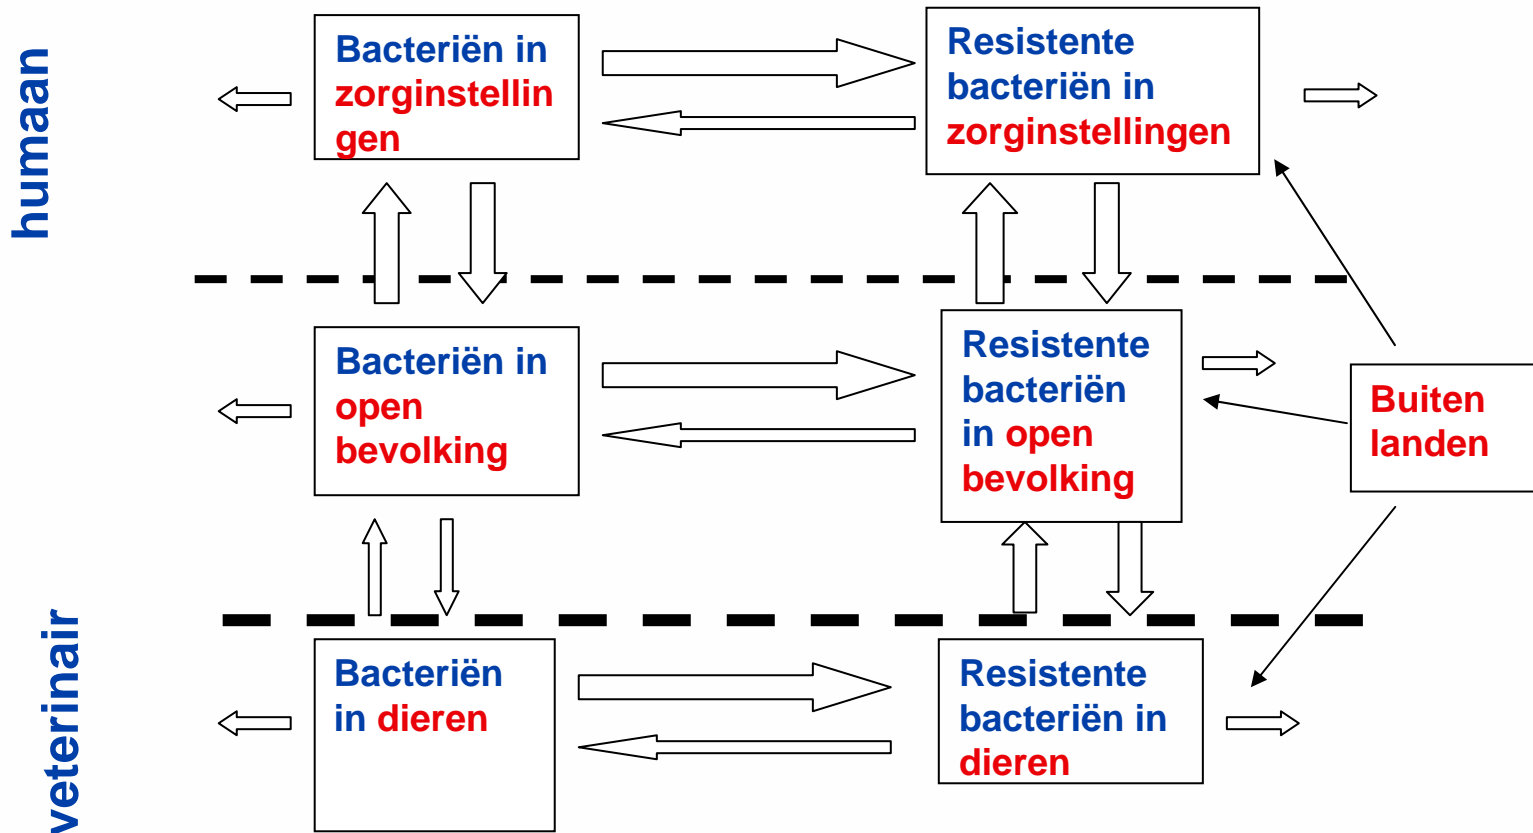 humaan
Bacteriën in
zorginstellin
gen
Resistente
bacteriën in
zorginstellingen
Bacteriën in
open
bevolking
Resistente
bacteriën
in open
bevolking
Buiten
landen
veterinair
Bacteriën
in dieren
Resistente
bacteriën in
dieren